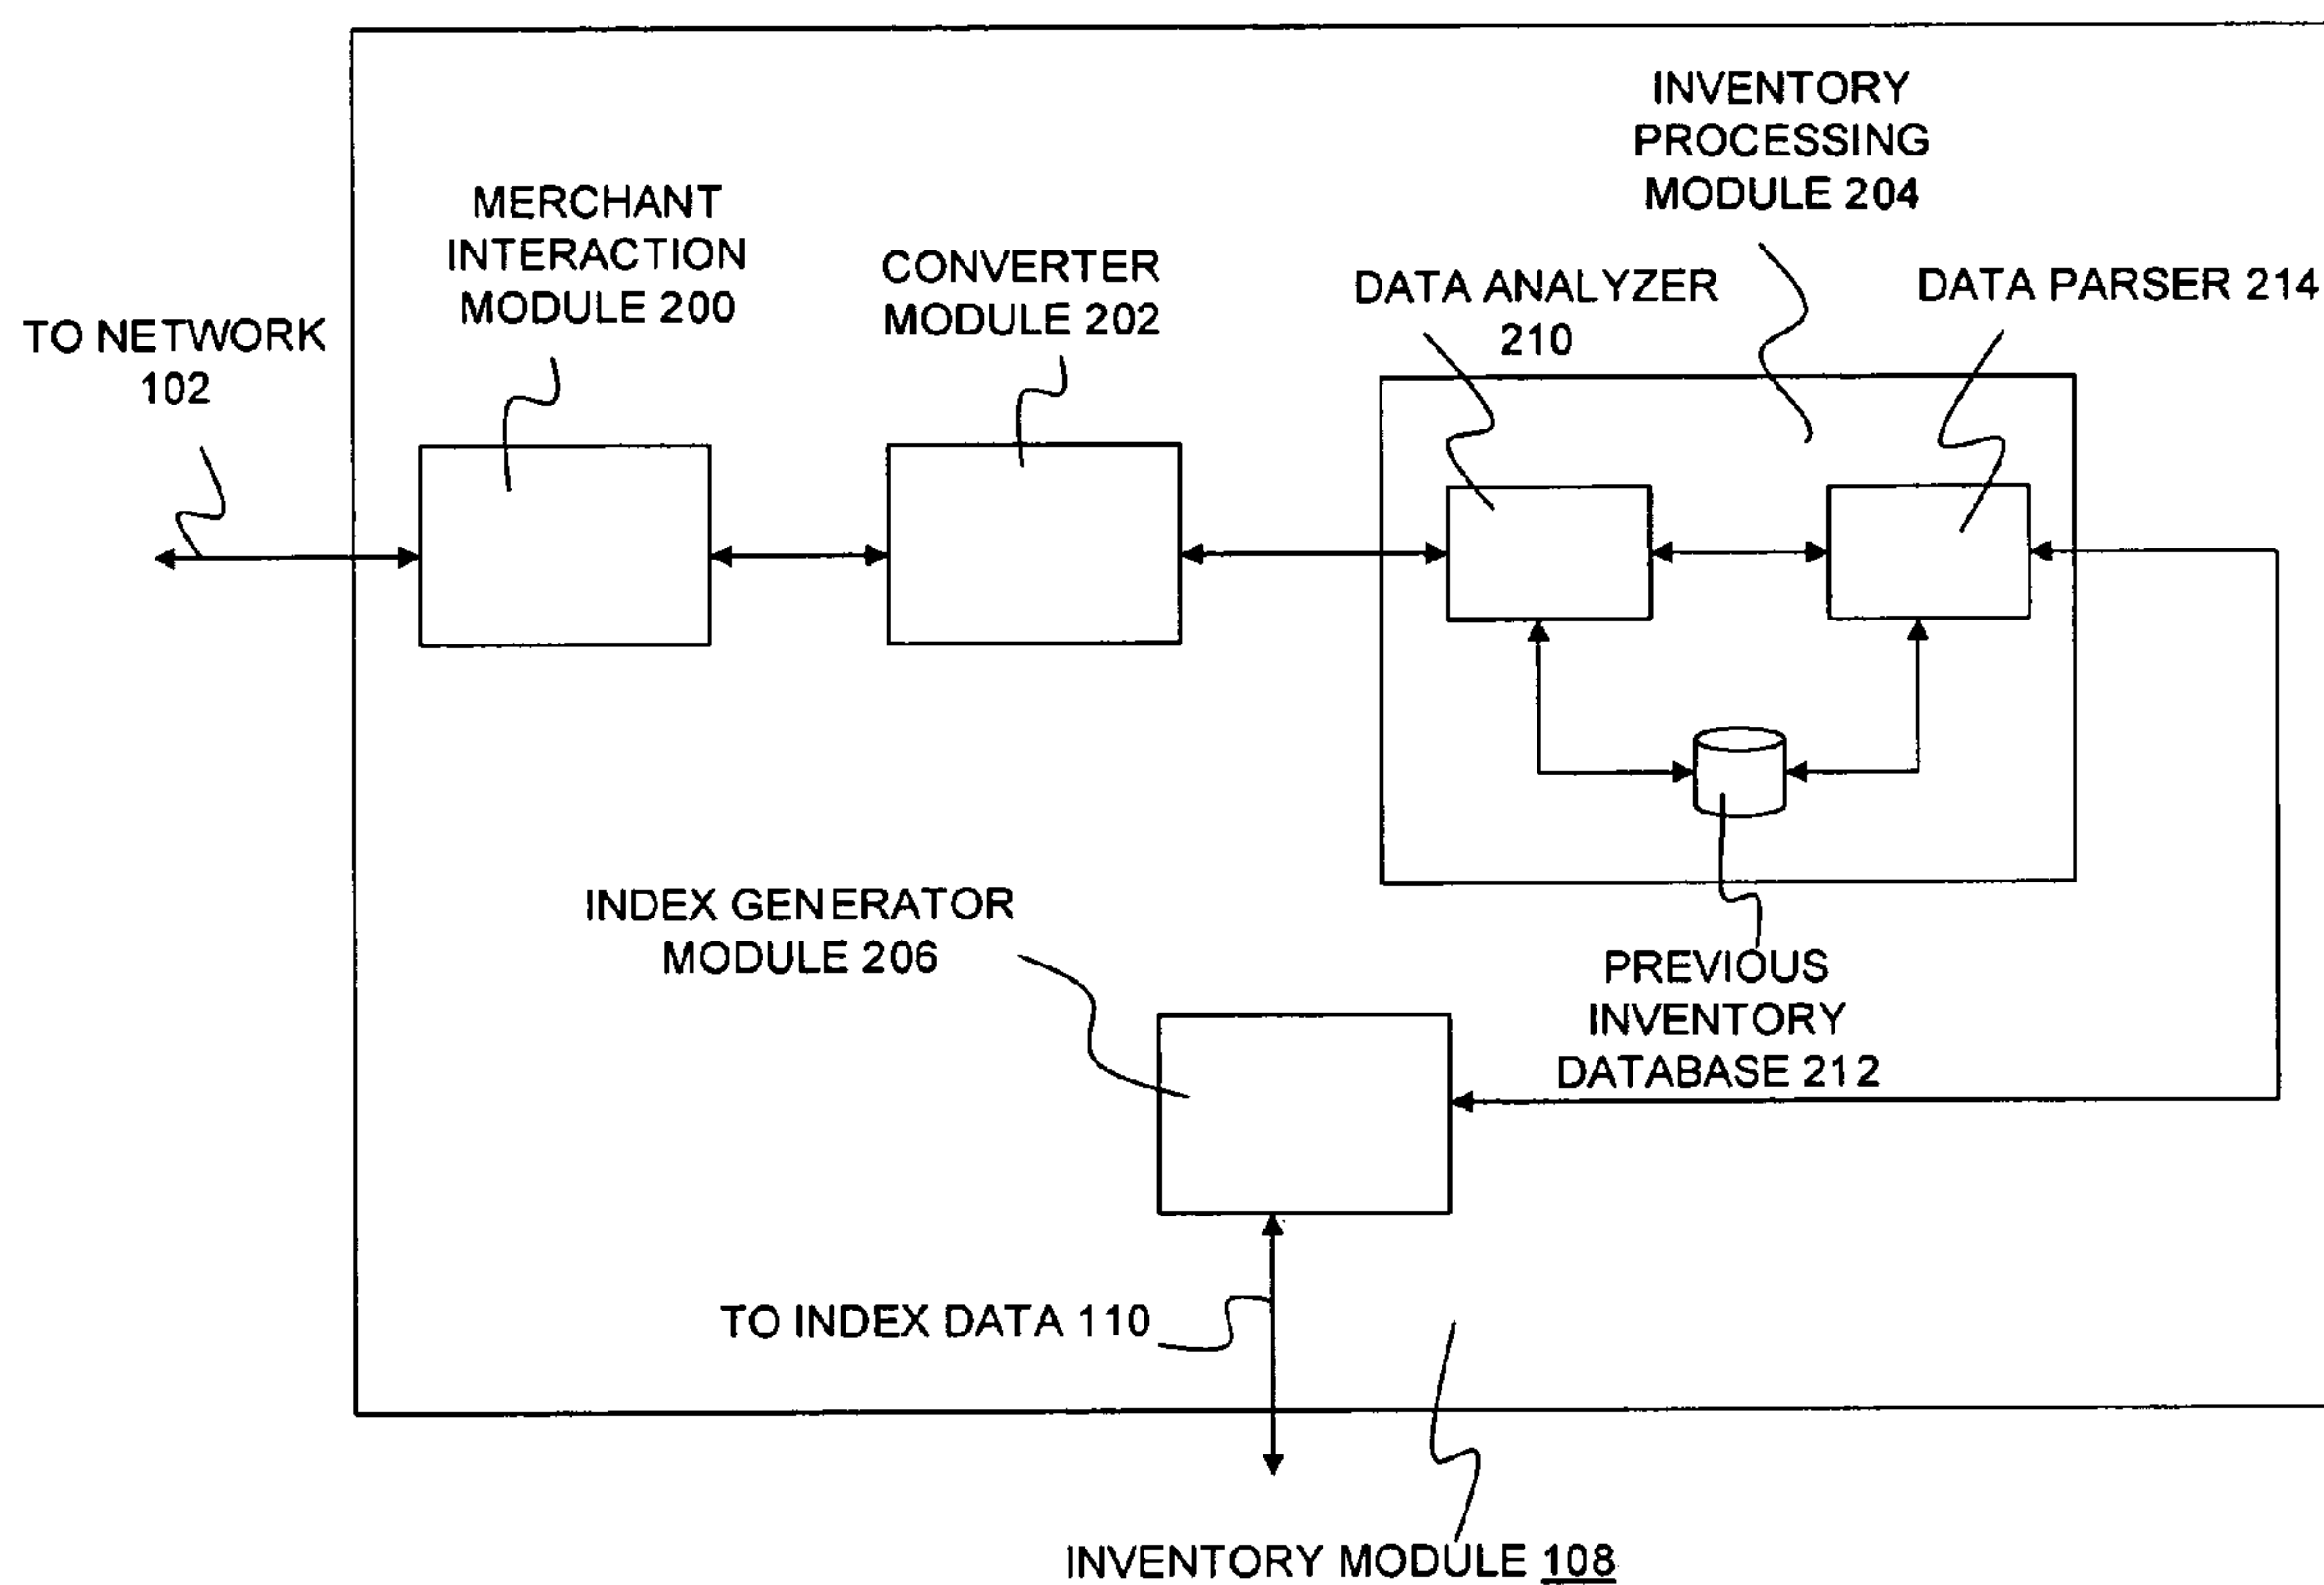 INVENTORY
PROCESSING
MODULE 204
MERCHANT
INTERACTION
MODULE 200
CONVERTER
MODULE 202
DATA ANALYZER
210
DATA PARSER 214
TO NETWORK
102
INDEX GENERATOR
MODULE 206
PREVIOUS
INVENTORY
DATABASE 212
TO INDEX DATA 110
INVENTORY MODULE 108